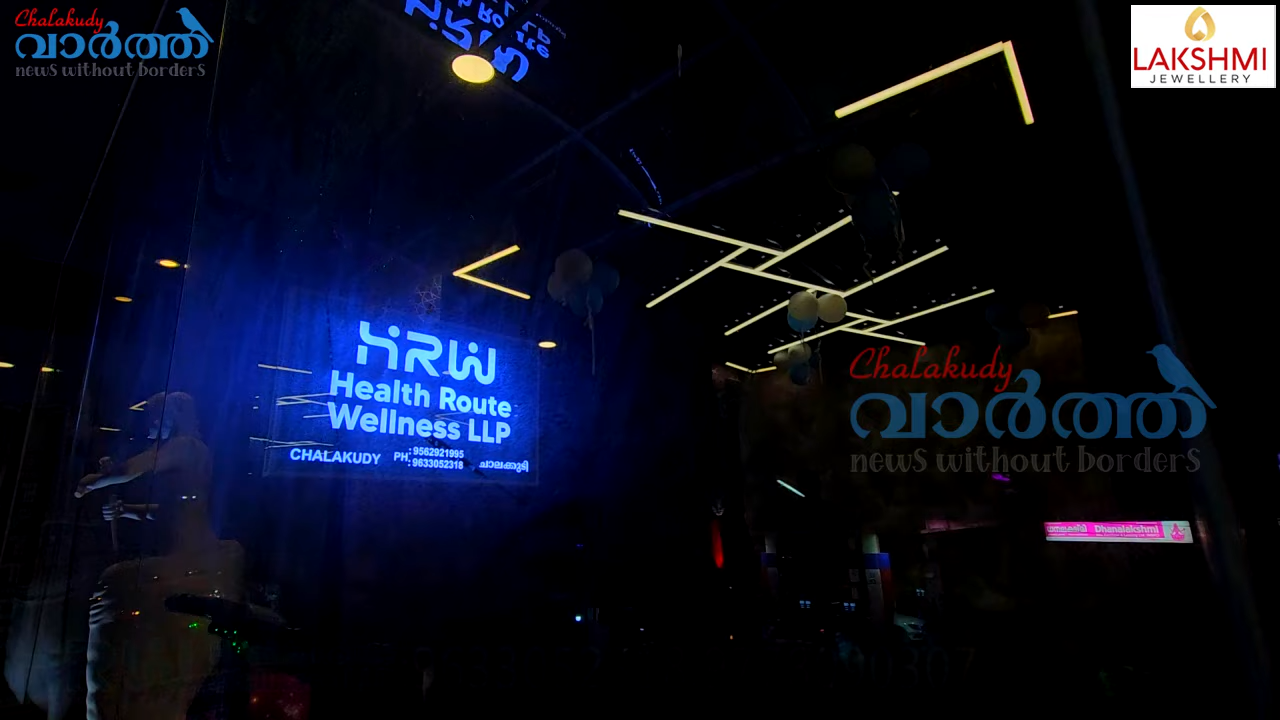 Chalakudy
വാർത്ത
news without borders
LAKSHMI
JEWELLERY
HRW
Health Route
Wellness LLP
CHALAKUDY PH: 9562921995
: 9633052318 ചാലക്കുടി
Chalakudy
വാർത്ത
news without borders
ധനലക്ഷ്മി Dhanalakshmi